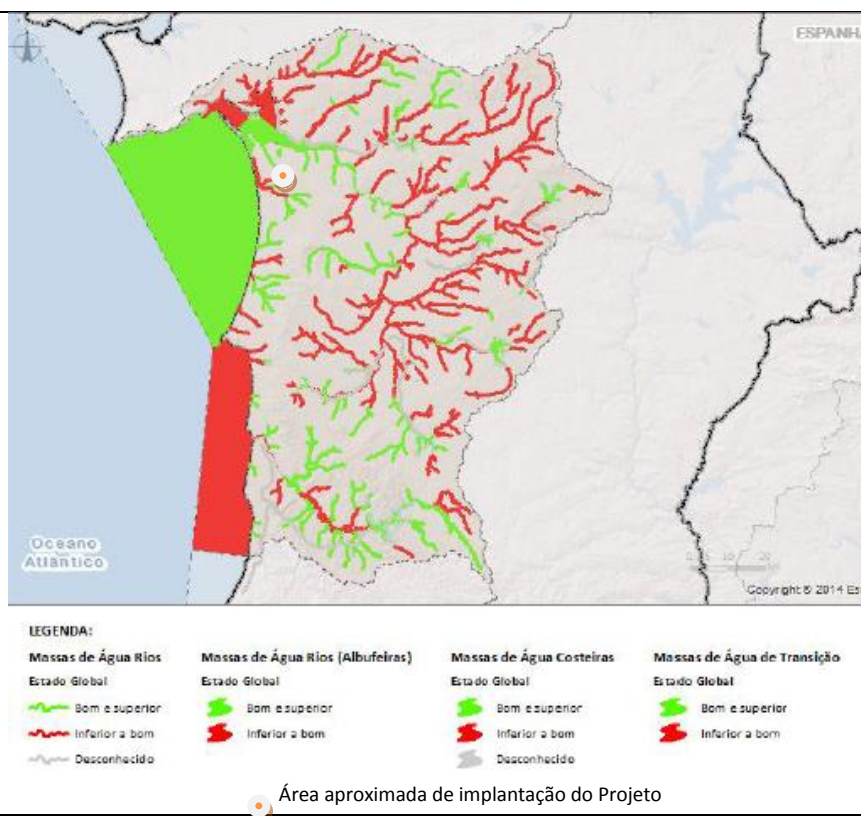 ESPANHA
Oceano
Atlântico
Copyright © 2014 Es
LEGENDA:
Massas de Água Rios Massas de Água Rios (Albufeiras) Massas de Água Costeiras Massas de Água de Transição
Estado Global Estado Global Estado Global Estado Global
Bom e superior Bom e superior Bom e superior Bom e superior
Inferior a bom Inferior a bom Inferior a bom Inferior a bom
Desconhecido Desconhecido
Área aproximada de implantação do Projeto